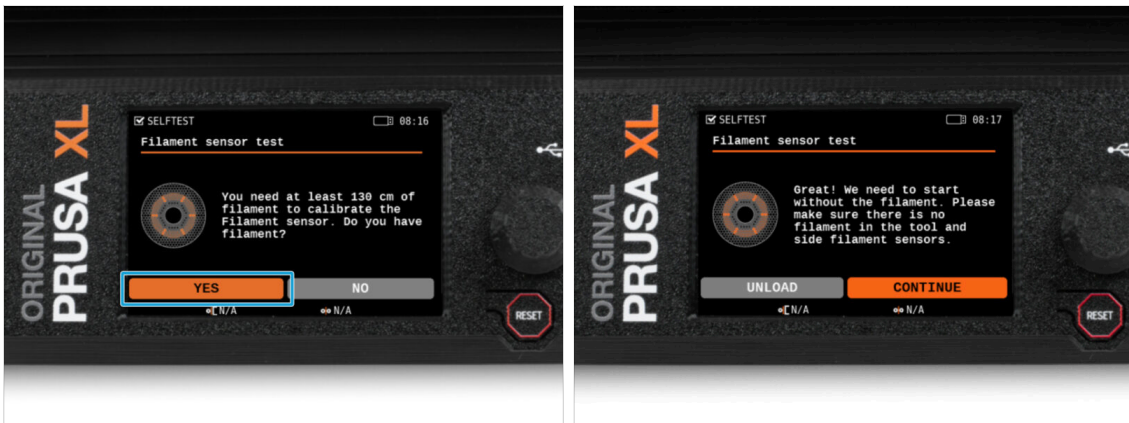 ORIGINAL
PRUSA XL
SELFTEST 08:16
Filament sensor test
You need at least 130 cm of
filament to calibrate the
Filament sensor. Do you have
filament?
YES NO
N/A N/A
RESET
ORIGINAL
PRUSA XL
SELFTEST 08:17
Filament sensor test
Great! We need to start
without the filament. Please
make sure there is no
filament in the tool and
side filament sensors.
UNLOAD CONTINUE
N/A N/A
RESET